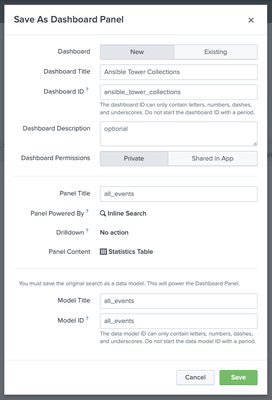 Save As Dashboard Panel
×
Dashboard
New
Existing
Dashboard Title
Ansible Tower Collections
Dashboard ID ?
ansible_tower_collections
The dashboard ID can only contain letters, numbers, dashes,
and underscores. Do not start the dashboard ID with a period.
Dashboard Description
optional
Dashboard Permissions
Private
Shared in App
Panel Title
all_events
Panel Powered By ?
Inline Search
Drilldown ?
No action
Panel Content
Statistics Table
You must save the original search as a data model. This will power the Dashboard Panel.
Model Title
all_events
Model ID ?
all_events
The data model ID can only contain letters, numbers, dashes,
and underscores. Do not start the data model ID with a period.
Cancel
Save